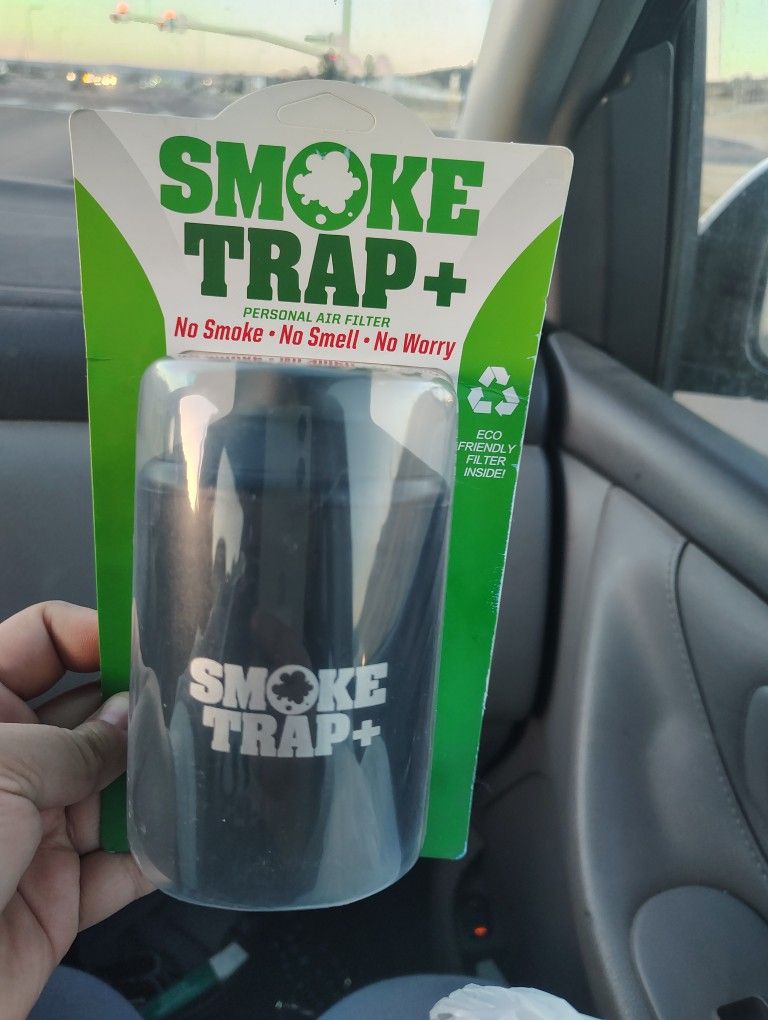 SMOKE
TRAP+
PERSONAL AIR FILTER
No Smoke • No Smell • No Worry
ECO
FRIENDLY
FILTER
INSIDE!
SMOKE
TRAP+